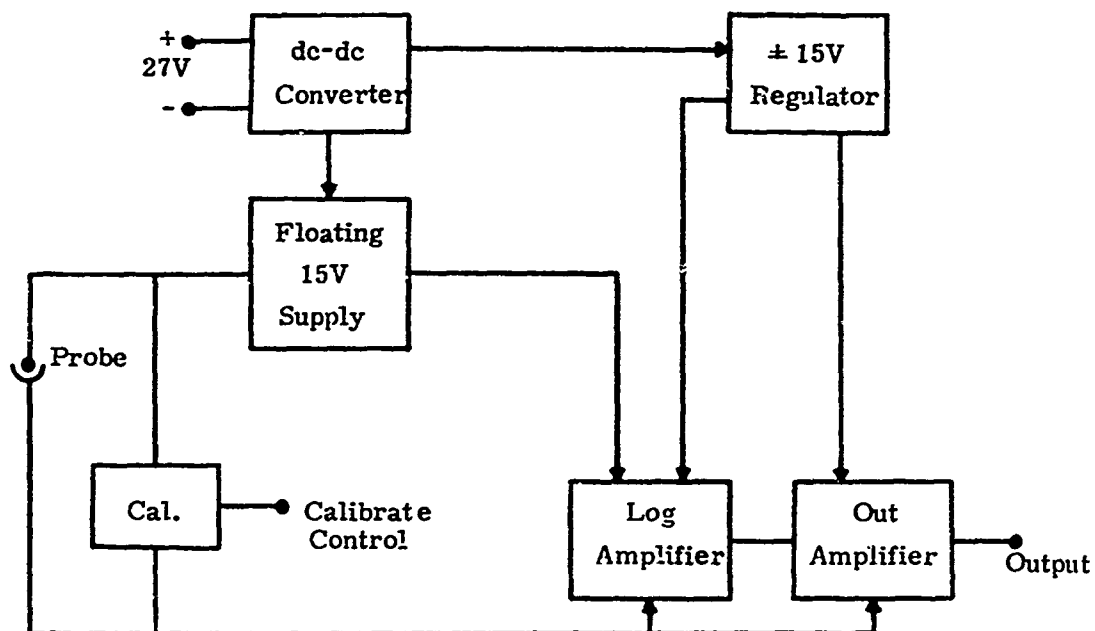 +
27V
-
dc-dc
Converter
± 15V
Regulator
Floating
15V
Supply
Probe
Cal.
Calibrate
Control
Log
Amplifier
Out
Amplifier
Output